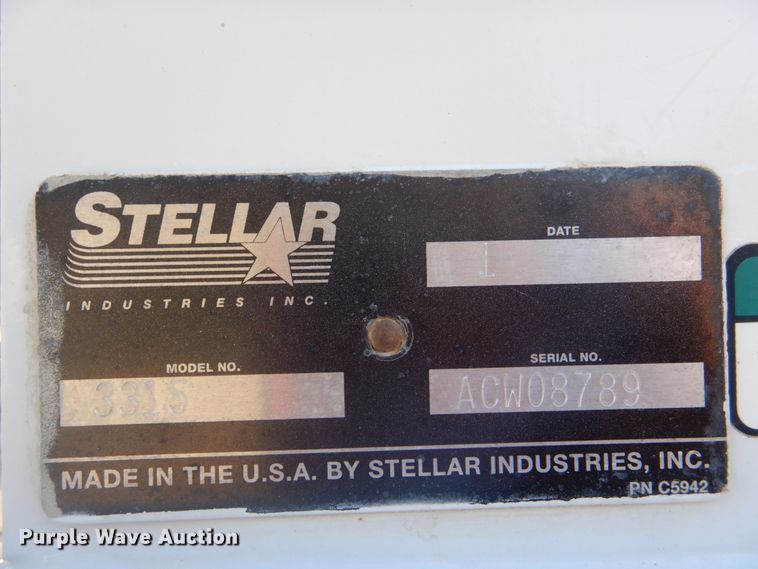 STELLAR
INDUSTRIES INC.
DATE
1
MODEL NO.
3315
SERIAL NO.
ACW08789
MADE IN THE U.S.A. BY STELLAR INDUSTRIES, INC.
PN C5942
Purple Wave Auction